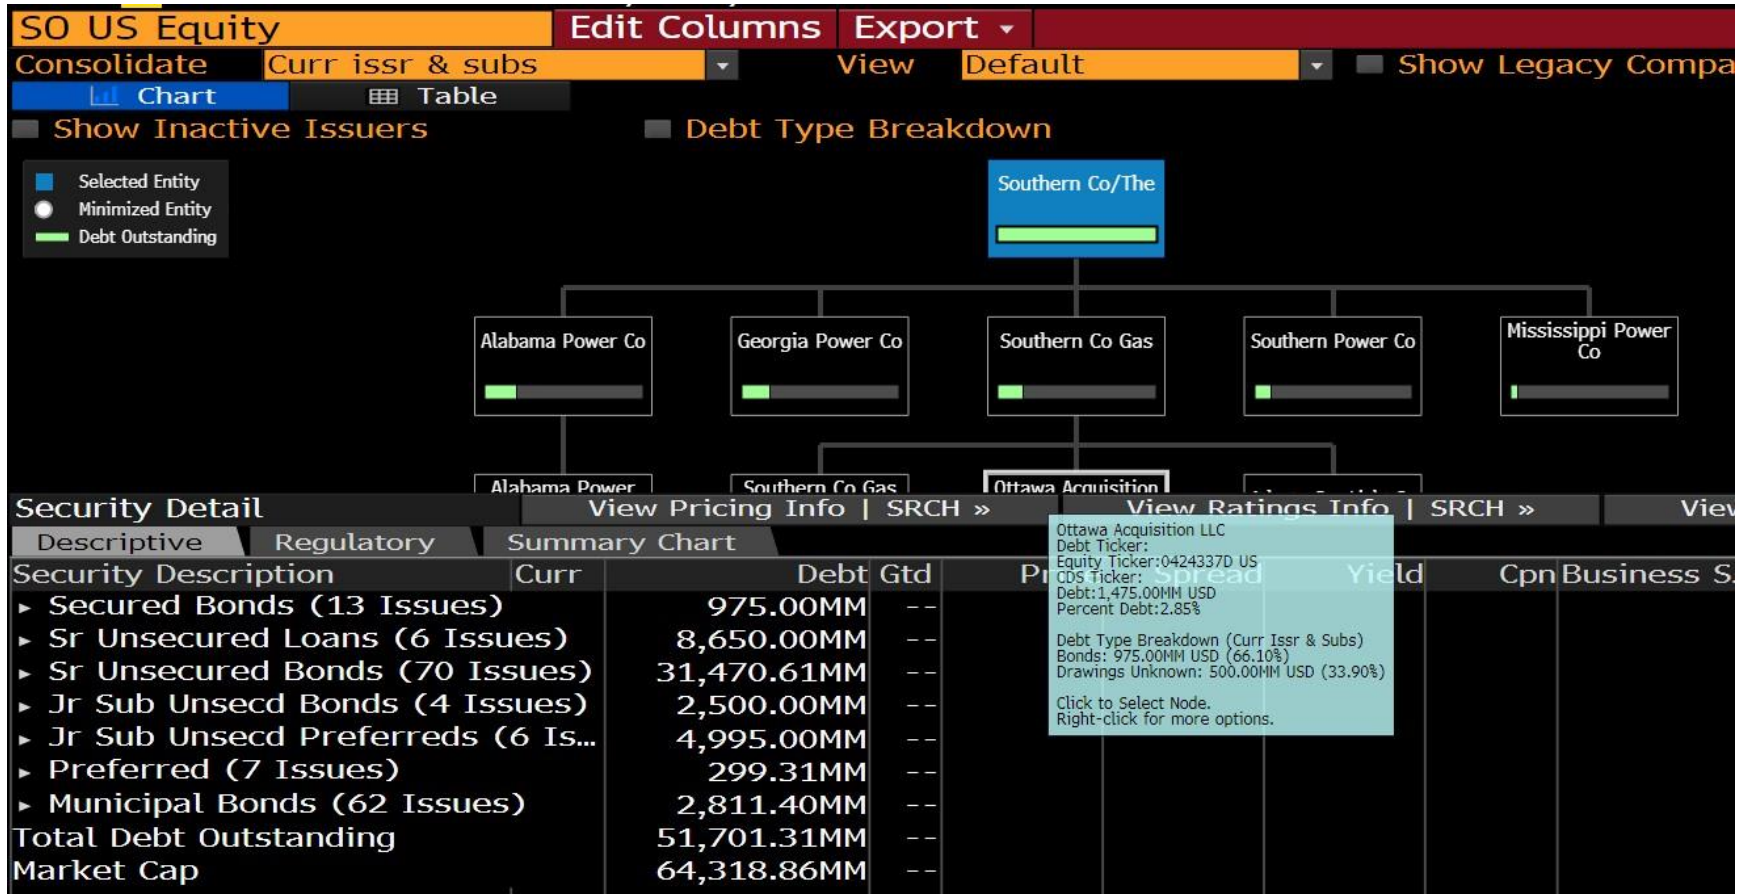 SO US Equity Edit Columns Export
Consolidate Curr issr & subs View Default Show Legacy Compa
Chart Table
Show Inactive Issuers Debt Type Breakdown
Selected Entity
Minimized Entity
Debt Outstanding
Southern Co/The
Alabama Power Co
Georgia Power Co
Southern Co Gas
Southern Power Co
Mississippi Power
Co
Alabama Power
Southern Co Gas
Ottawa Acquisition
Security Detail View Pricing Info | SRCH » View Ratings Info | SRCH » View
Descriptive Regulatory Summary Chart
Security Description Curr Debt Gtd Spread Yield Cpn Business S.
Secured Bonds (13 Issues) 975.00MM --
Sr Unsecured Loans (6 Issues) 8,650.00MM --
Sr Unsecured Bonds (70 Issues) 31,470.61MM --
Jr Sub Unsecd Bonds (4 Issues) 2,500.00MM --
Jr Sub Unsecd Preferreds (6 Is... 4,995.00MM --
Preferred (7 Issues) 299.31MM --
Municipal Bonds (62 Issues) 2,811.40MM --
Total Debt Outstanding 51,701.31MM --
Market Cap 64,318.86MM --
Ottawa Acquisition LLC
Debt Ticker:
Equity Ticker:0424337D US
CDS Ticker:
Debt:1,475.00MM USD
Percent Debt:2.85%
Debt Type Breakdown (Curr Issr & Subs)
Bonds: 975.00MM USD (66.10%)
Drawings Unknown: 500.00MM USD (33.90%)
Click to Select Node.
Right-click for more options.